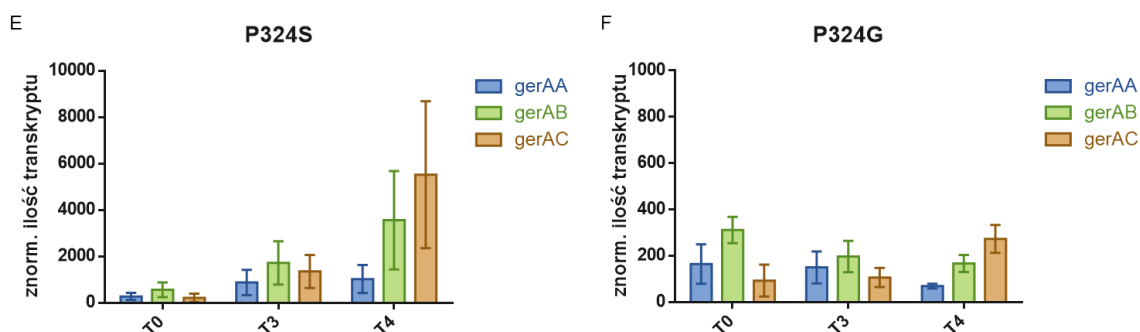 E
P324S
znorm. ilość transkryptu
10000
8000
6000
4000
2000
0
T0
T3
T4
gerAA
gerAB
gerAC
F
P324G
znorm. ilość transkryptu
1000
800
600
400
200
0
T0
T3
T4
gerAA
gerAB
gerAC